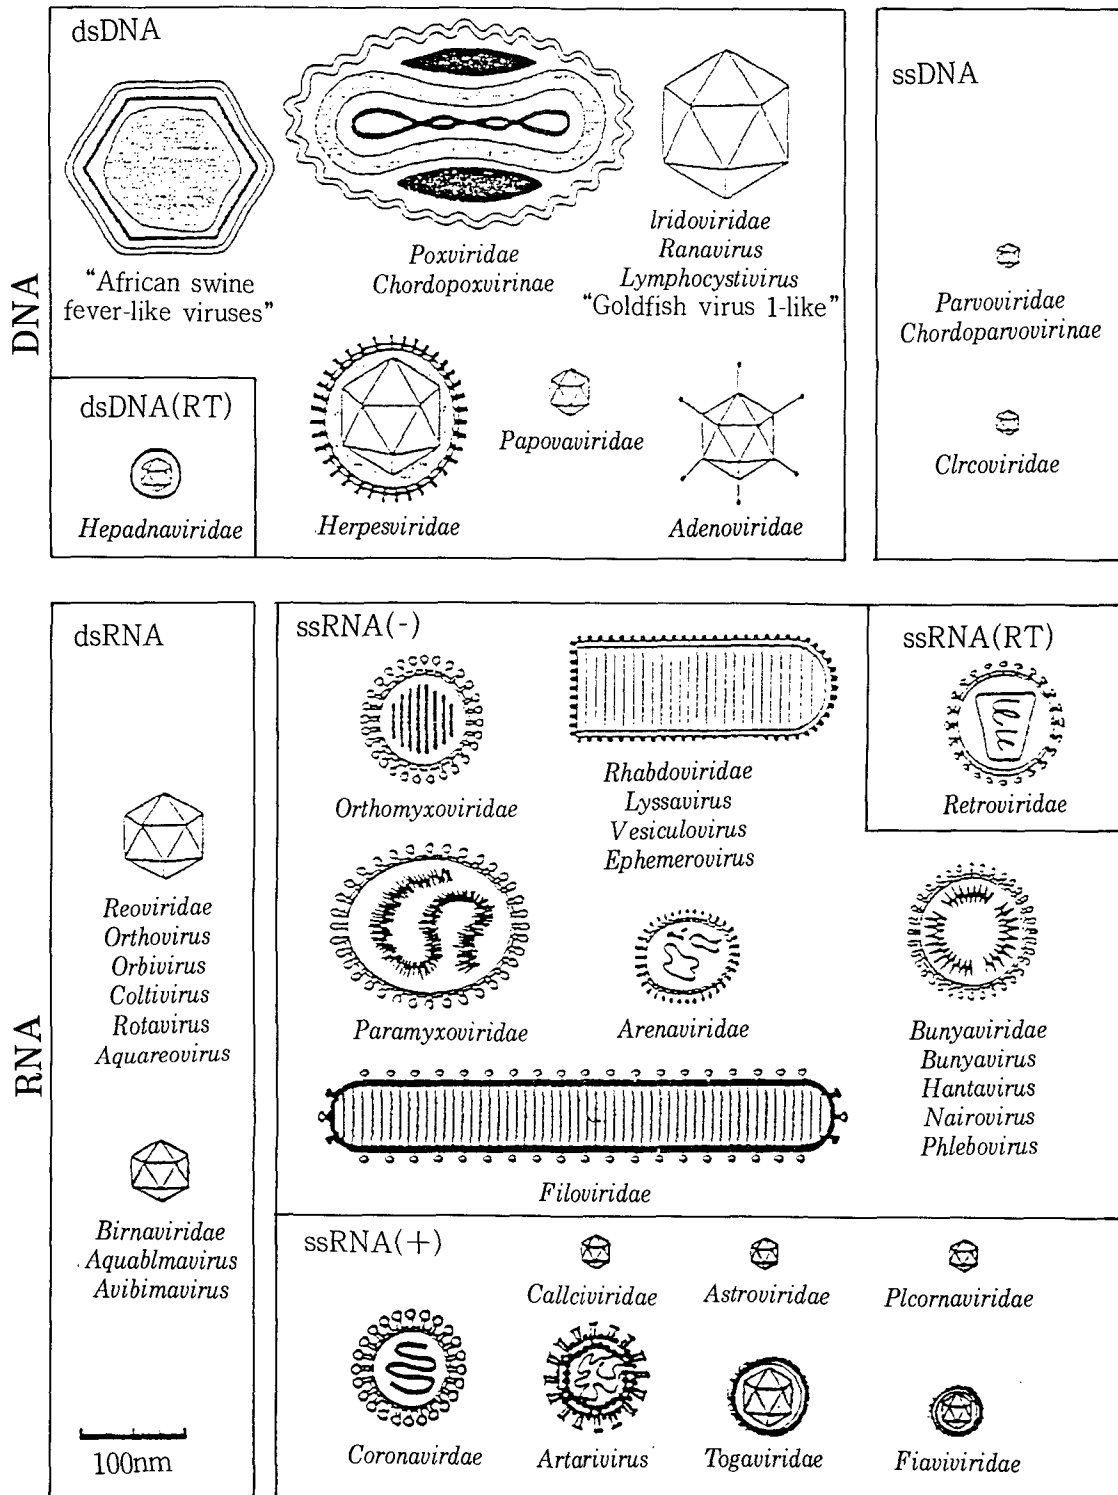 DNA
dsDNA
“African swine
fever-like viruses”
Poxviridae
Chordopoxvirinae
lridoviridae
Ranavirus
Lymphocystivirus
“Goldfish virus 1-like”
dsDNA(RT)
Hepadnaviridae
Herpesviridae
Papovaviridae
Adenoviridae
ssDNA
Parvoviridae
Chordoparvovirinae
Clrcoviridae
RNA
dsRNA
Reoviridae
Orthovirus
Orbivirus
Coltivirus
Rotavirus
Aquareovirus
Birnaviridae
Aquablmavirus
Avibimavirus
100nm
ssRNA(-)
Orthomyxoviridae
Rhabdoviridae
Lyssavirus
Vesiculovirus
Ephemerovirus
ssRNA(RT)
Retroviridae
Paramyxoviridae
Arenaviridae
Bunyaviridae
Bunyavirus
Hantavirus
Nairovirus
Phlebovirus
Filoviridae
ssRNA(+)
Callciviridae
Astroviridae
Plcornaviridae
Coronavirdae
Artarivirus
Togaviridae
Fiaviviridae